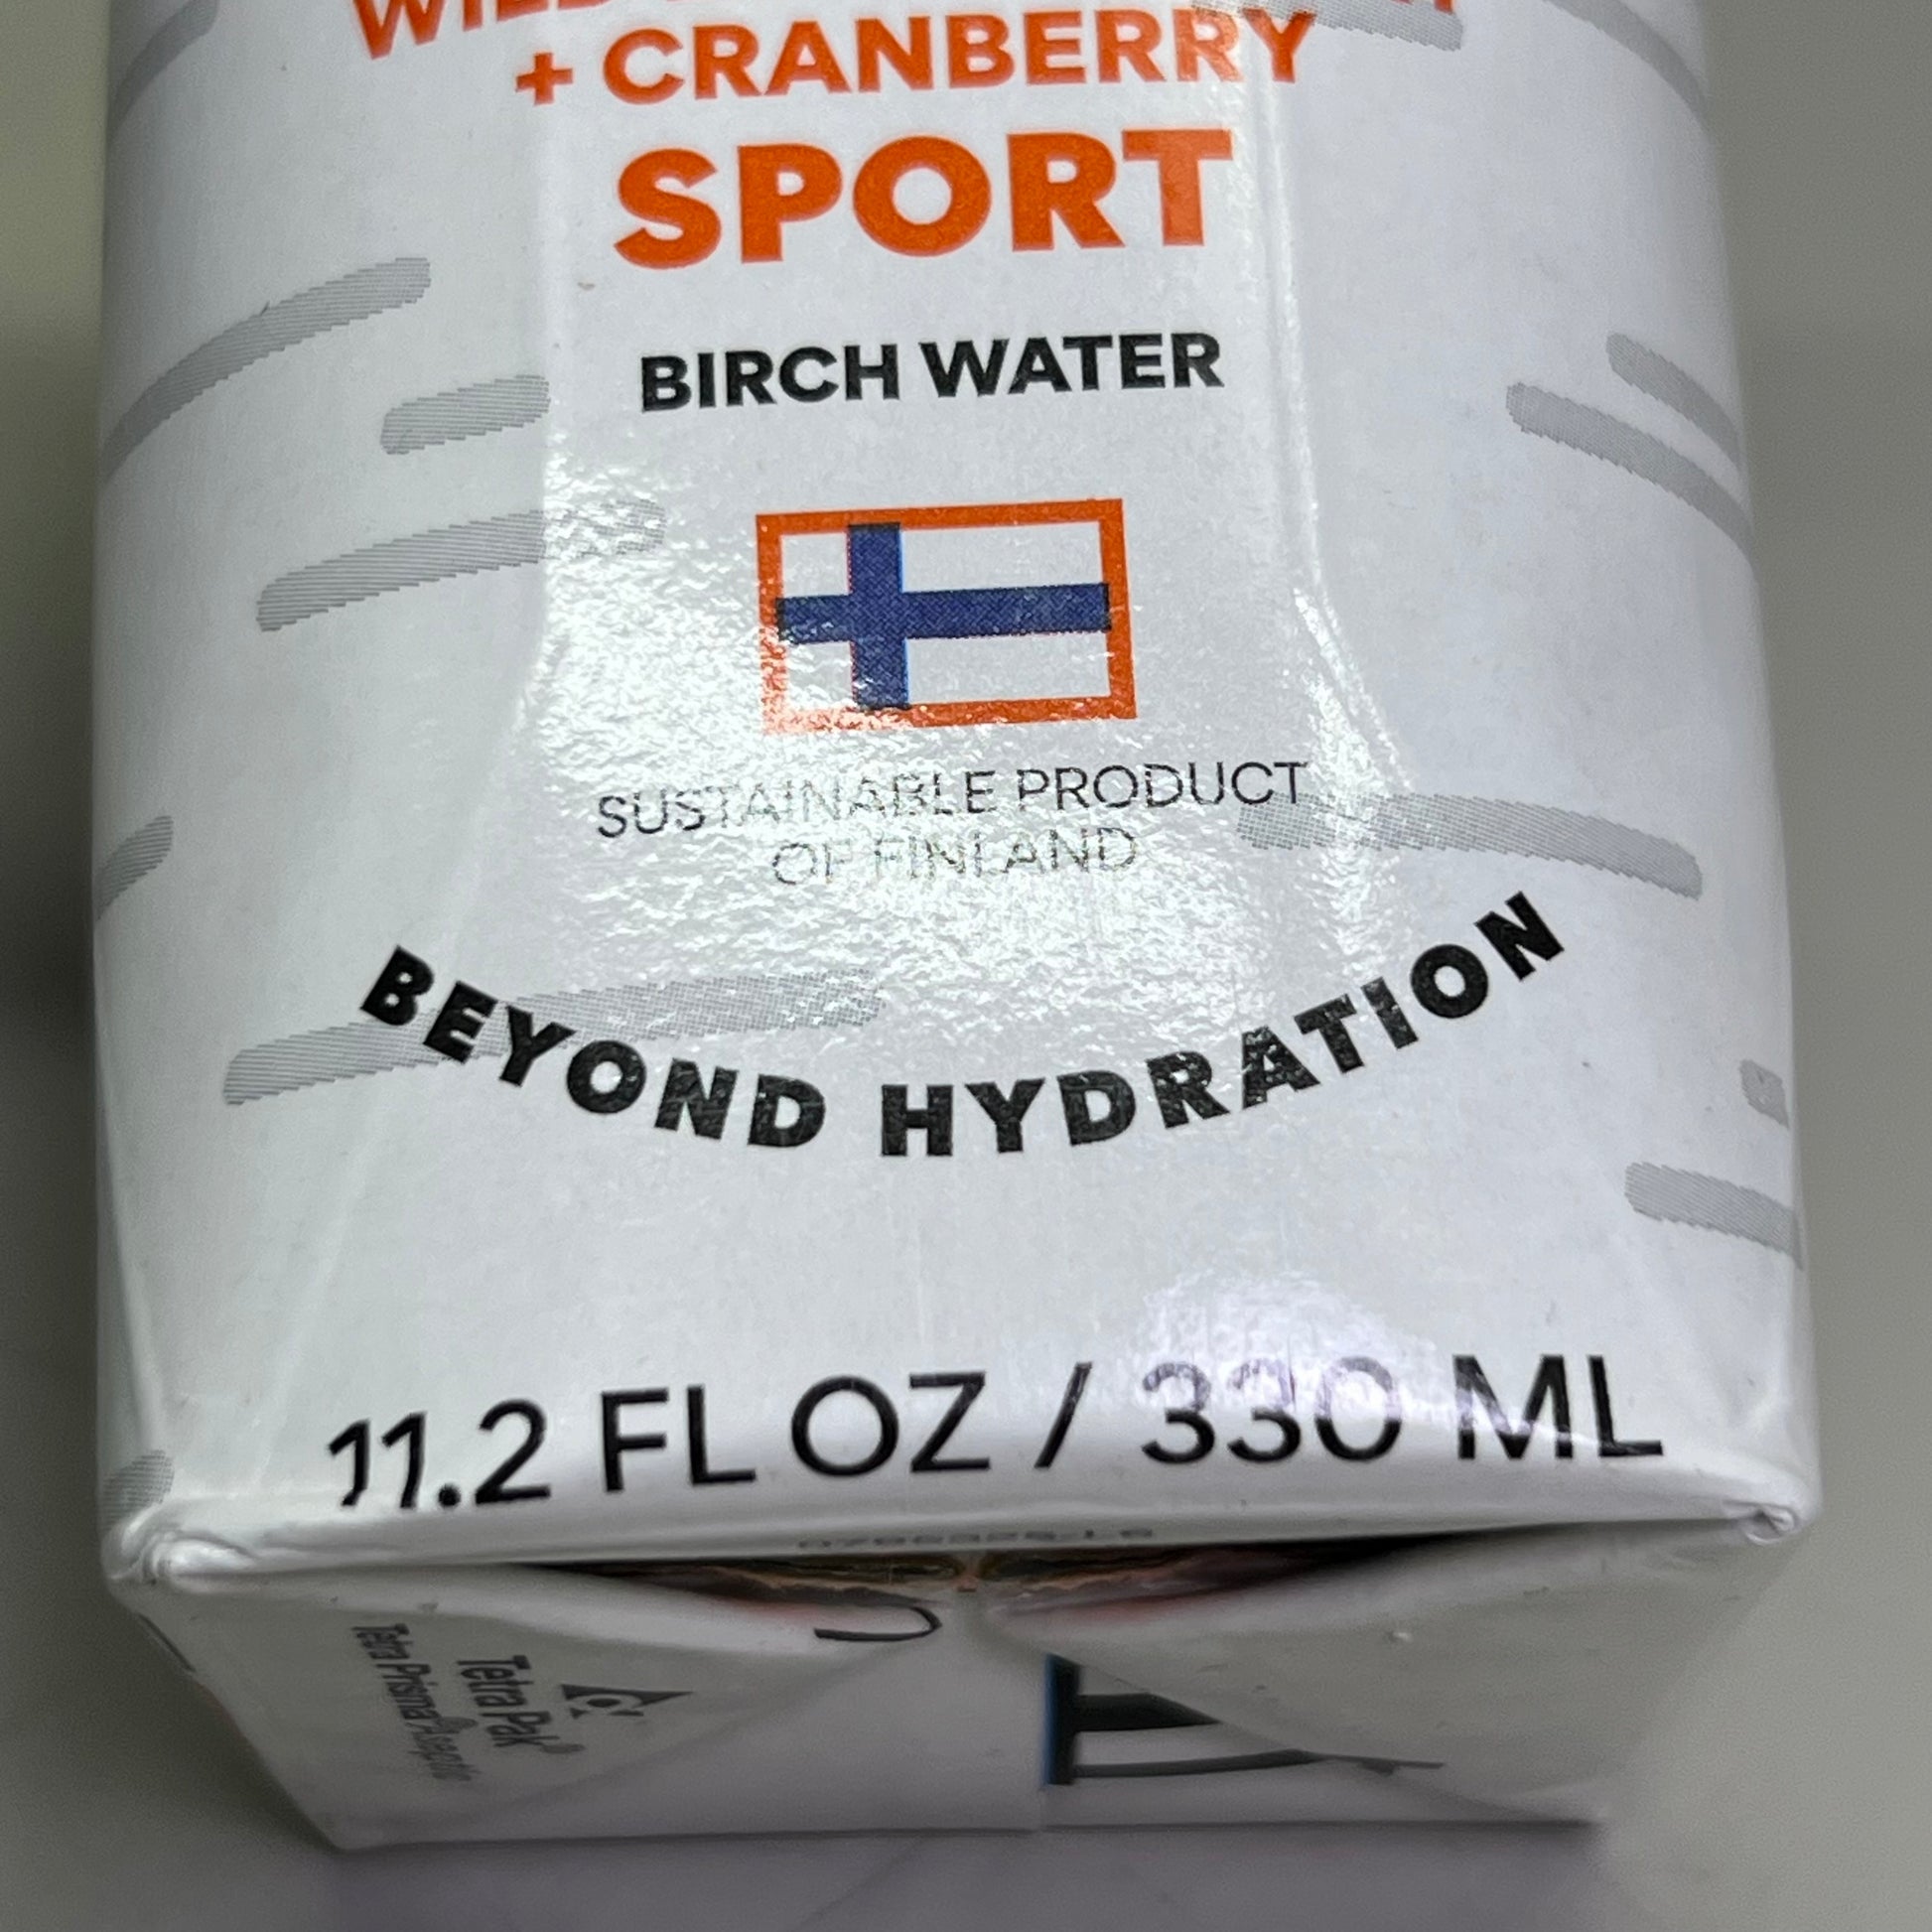 WILD
+ CRANBERRY
SPORT
BIRCH WATER
SUSTAINABLE PRODUCT
OF FINLAND
BEYOND HYDRATION
11.2 FL OZ / 330 ML
Tetra Pak®
Tetra Prisma® Aseptic